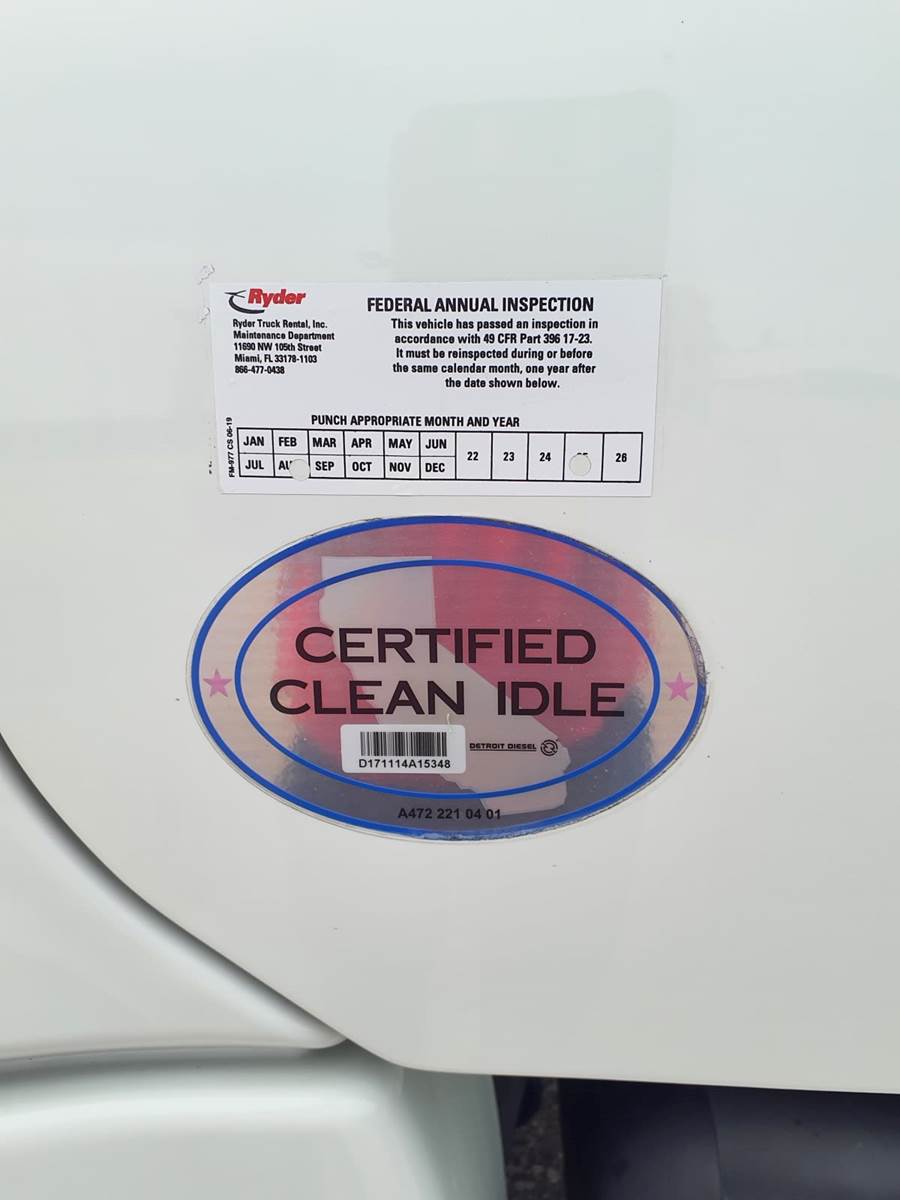 Ryder
Ryder Truck Rental, Inc.
Maintenance Department
11690 NW 105th Street
Miami, FL 33178-1103
866-477-0438
FEDERAL ANNUAL INSPECTION
This vehicle has passed an inspection in
accordance with 49 CFR Part 396 17-23.
It must be reinspected during or before
the same calendar month, one year after
the date shown below.
PUNCH APPROPRIATE MONTH AND YEAR
FM-977 CS 06-19
JAN FEB MAR APR MAY JUN 22 23 24 26
JUL SEP OCT NOV DEC
CERTIFIED
CLEAN IDLE
D171114A15348
DETROIT DIESEL
A472 221 04 01